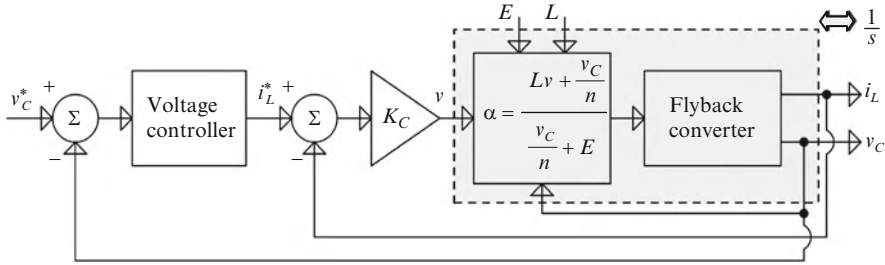 E L ⇔ 1/s
v_C^* + Σ −
Voltage
controller
i_L^* + Σ −
K_C
v
α = (Lv + v_C/n) / (v_C/n + E)
Flyback
converter
i_L
v_C